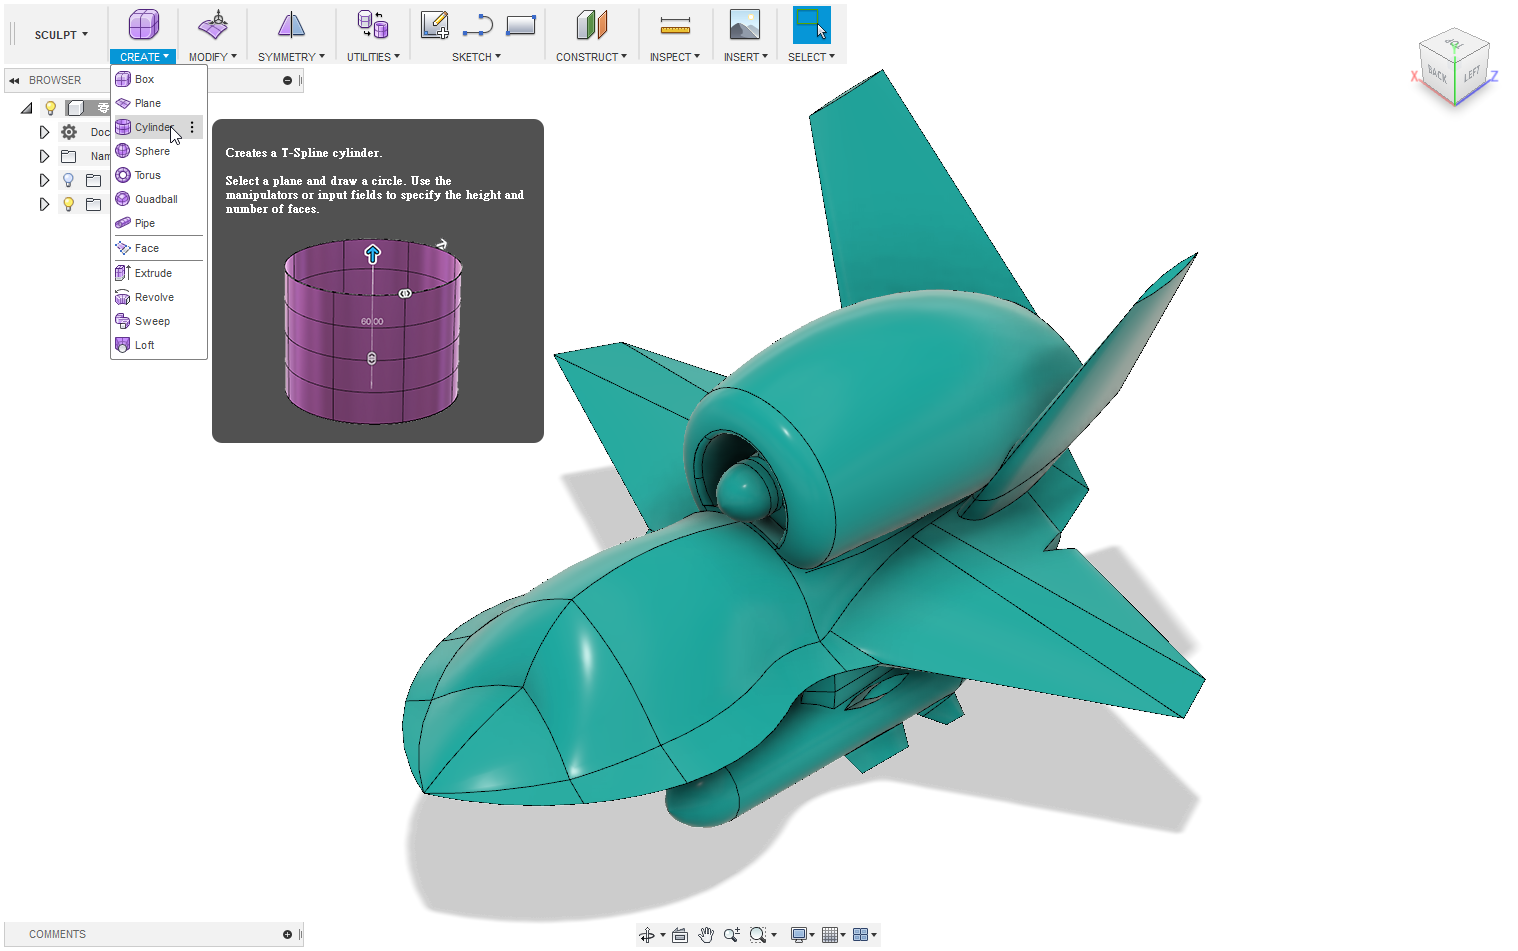 SCULPT
CREATE
MODIFY
SYMMETRY
UTILITIES
SKETCH
CONSTRUCT
INSPECT
INSERT
SELECT
BROWSER
Doc
Nam
Box
Plane
Cylinder
Sphere
Torus
Quadball
Pipe
Face
Extrude
Revolve
Sweep
Loft
Creates a T-Spline cylinder.
Select a plane and draw a circle. Use the
manipulators or input fields to specify the height and
number of faces.
60.00
TOP
BACK
LEFT
X
Z
COMMENTS